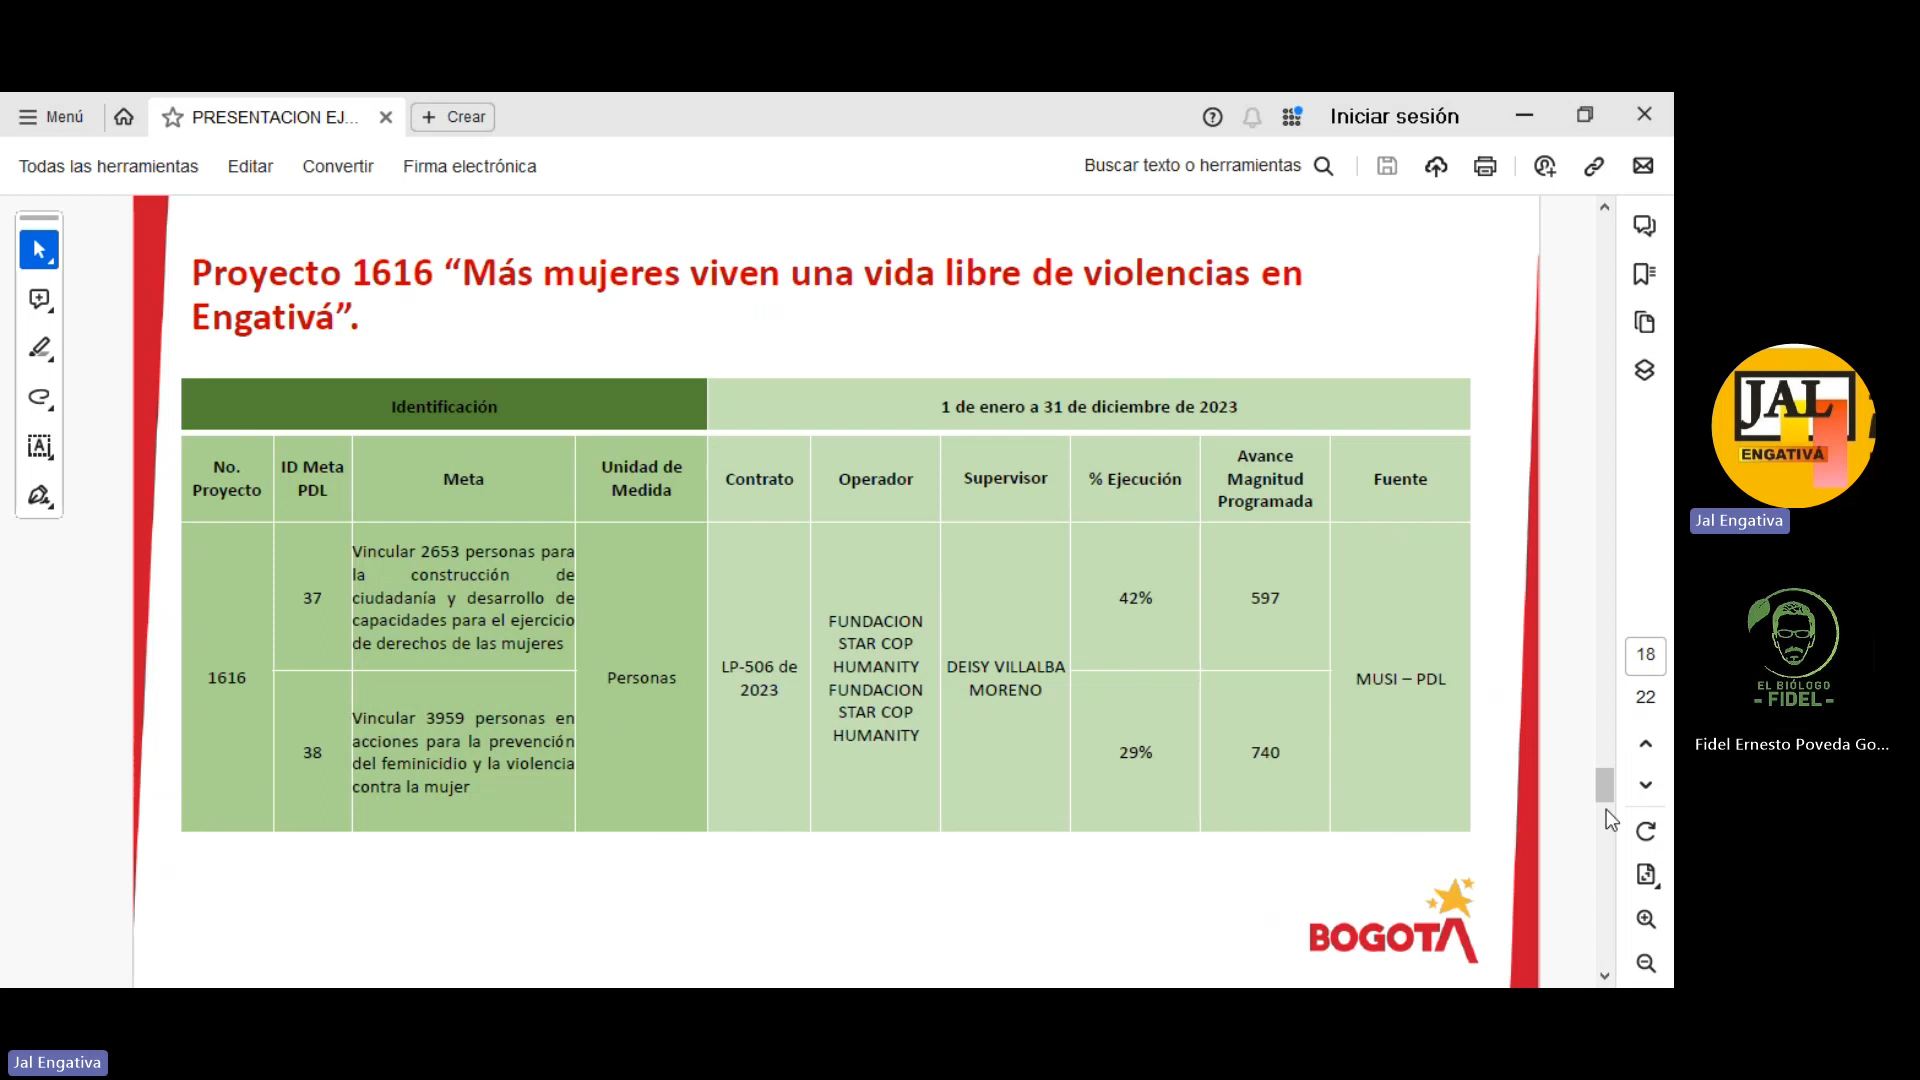 Menú
PRESENTACION EJ...
Crear
Iniciar sesión
Todas las herramientas
Editar
Convertir
Firma electrónica
Buscar texto o herramientas
Proyecto 1616 “Más mujeres viven una vida libre de violencias en
Engativá”.
Identificación
1 de enero a 31 de diciembre de 2023
No.
Proyecto
ID Meta
PDL
Meta
Unidad de
Medida
Contrato
Operador
Supervisor
% Ejecución
Avance
Magnitud
Programada
Fuente
1616
37
Vincular 2653 personas para
la construcción de
ciudadanía y desarrollo de
capacidades para el ejercicio
de derechos de las mujeres
38
Vincular 3959 personas en
acciones para la prevención
del feminicidio y la violencia
contra la mujer
Personas
LP-506 de
2023
FUNDACION
STAR COP
HUMANITY
FUNDACION
STAR COP
HUMANITY
DEISY VILLALBA
MORENO
42%
597
29%
740
MUSI – PDL
BOGOTA
18
22
JAL
ENGATIVÁ
Jal Engativa
EL BIÓLOGO
- FIDEL -
Fidel Ernesto Poveda Go...
Jal Engativa